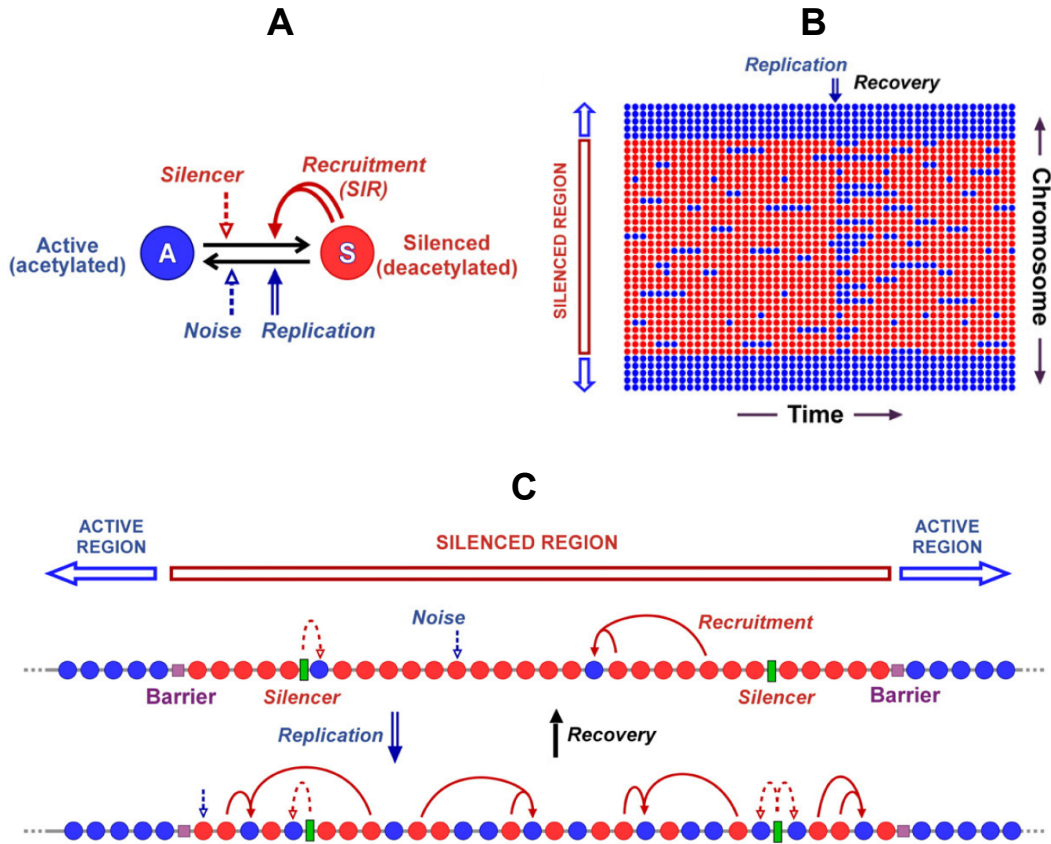 A
B
Silencer
Recruitment
(SIR)
Active
(acetylated)
A
S
Silenced
(deacetylated)
Noise
Replication
Replication
Recovery
SILENCED REGION
Chromosome
Time
C
ACTIVE
REGION
SILENCED REGION
ACTIVE
REGION
Noise
Recruitment
Barrier
Silencer
Silencer
Barrier
Replication
Recovery